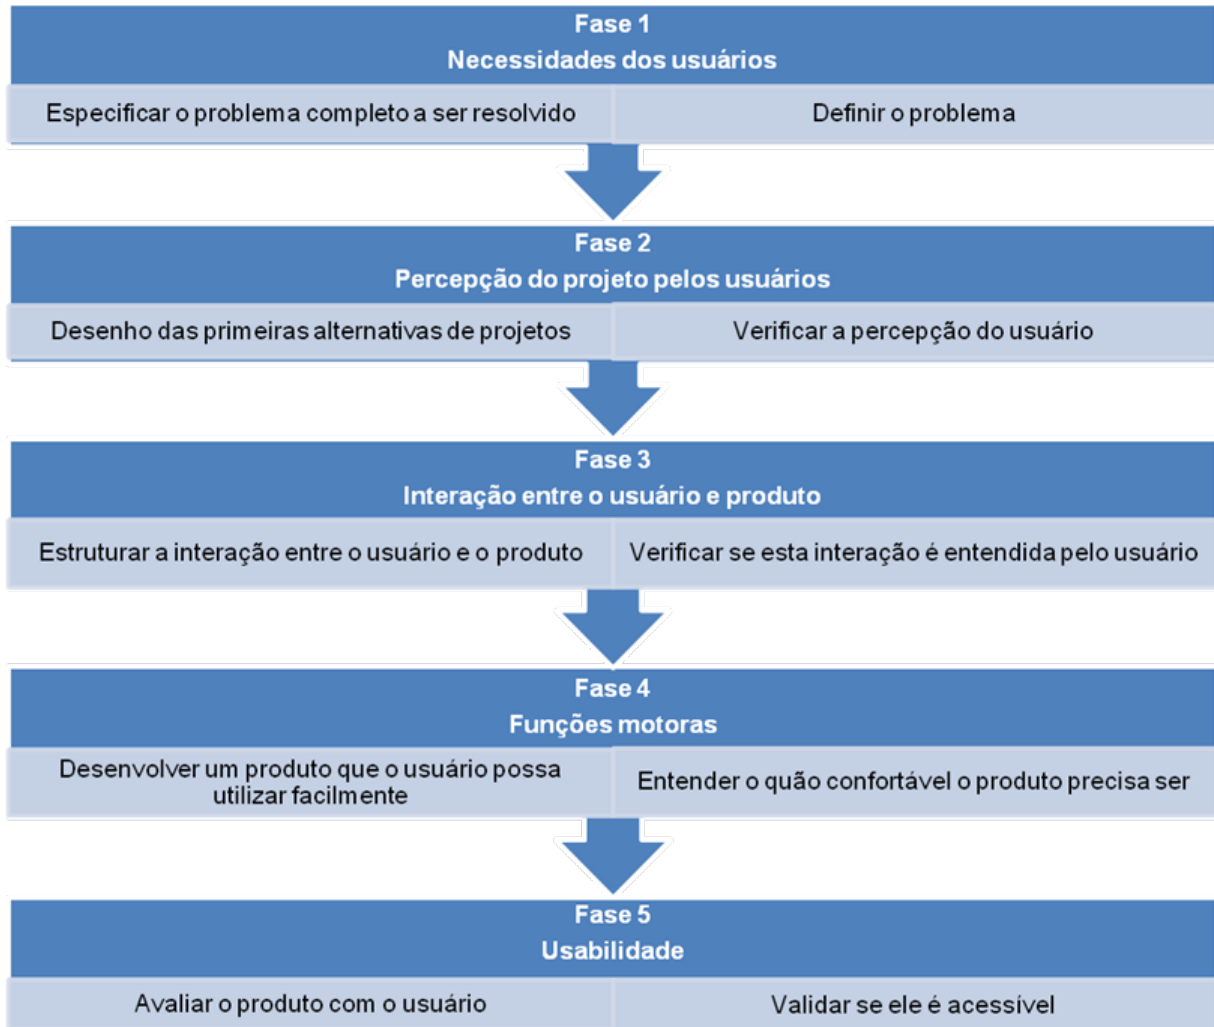 Fase 1
Necessidades dos usuários
Especificar o problema completo a ser resolvido
Definir o problema
Fase 2
Percepção do projeto pelos usuários
Desenho das primeiras alternativas de projetos
Verificar a percepção do usuário
Fase 3
Interação entre o usuário e produto
Estruturar a interação entre o usuário e o produto
Verificar se esta interação é entendida pelo usuário
Fase 4
Funções motoras
Desenvolver um produto que o usuário possa
utilizar facilmente
Entender o quão confortável o produto precisa ser
Fase 5
Usabilidade
Avaliar o produto com o usuário
Validar se ele é acessível